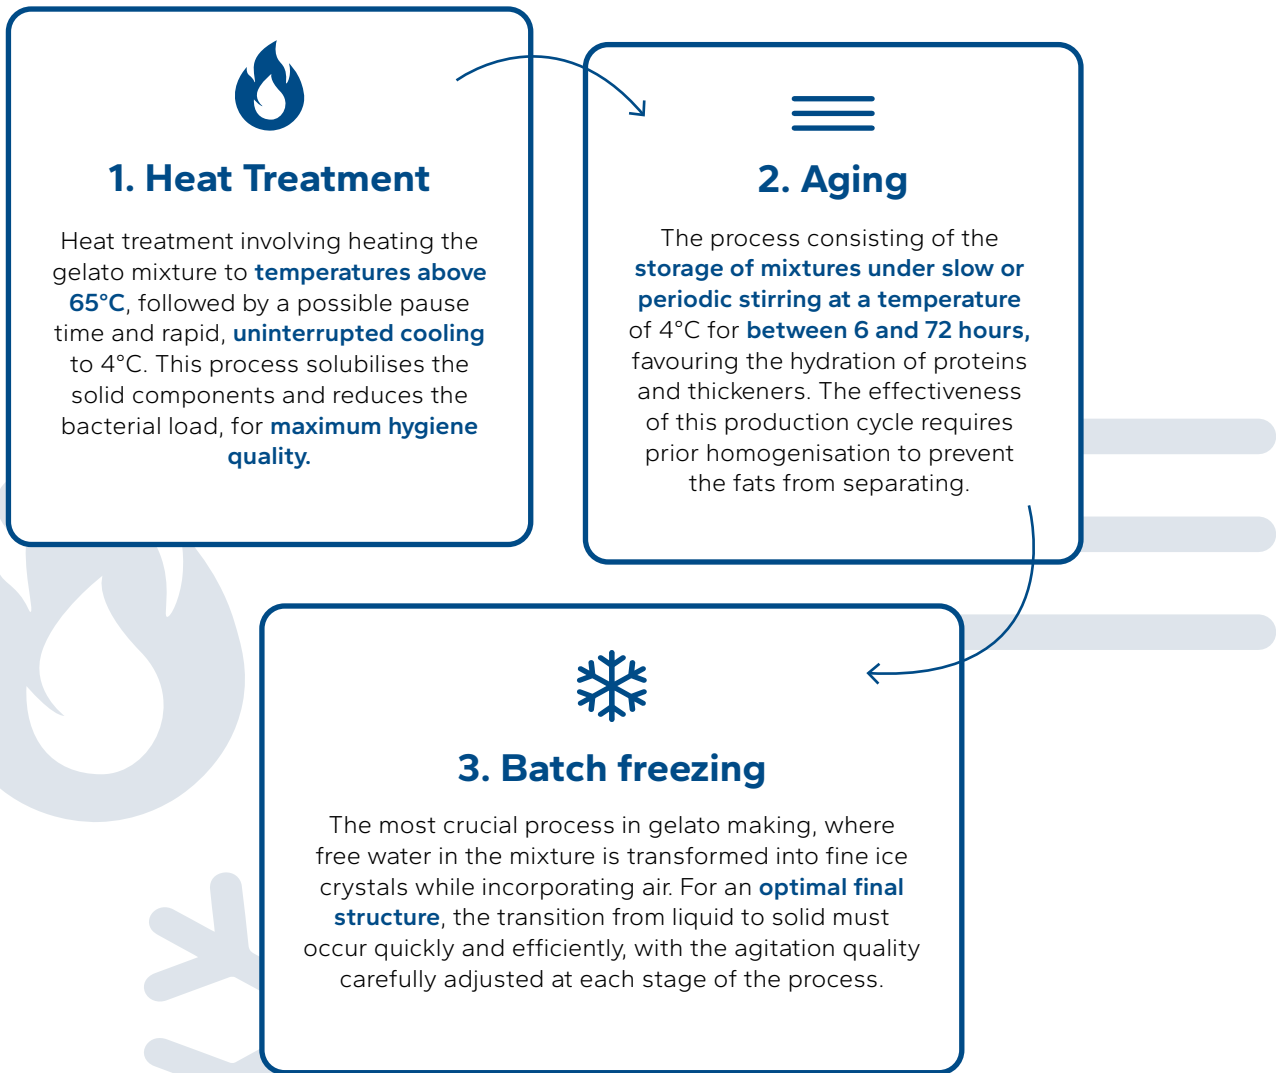 1. Heat Treatment
Heat treatment involving heating the
gelato mixture to temperatures above
65°C, followed by a possible pause
time and rapid, uninterrupted cooling
to 4°C. This process solubilises the
solid components and reduces the
bacterial load, for maximum hygiene
quality.
2. Aging
The process consisting of the
storage of mixtures under slow or
periodic stirring at a temperature
of 4°C for between 6 and 72 hours,
favouring the hydration of proteins
and thickeners. The effectiveness
of this production cycle requires
prior homogenisation to prevent
the fats from separating.
3. Batch freezing
The most crucial process in gelato making, where
free water in the mixture is transformed into fine ice
crystals while incorporating air. For an optimal final
structure, the transition from liquid to solid must
occur quickly and efficiently, with the agitation quality
carefully adjusted at each stage of the process.